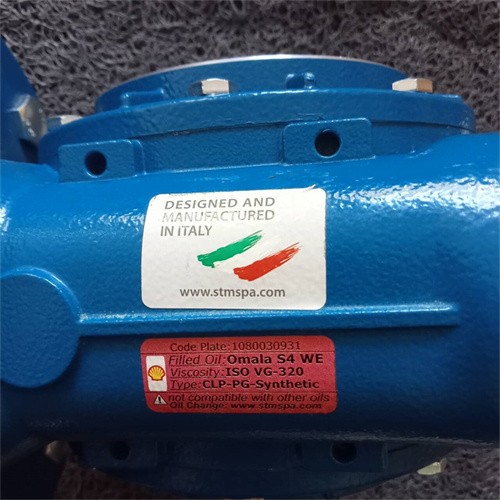 DESIGNED AND
MANUFACTURED
IN ITALY
www.stmspa.com
Code Plate:1080030931
Filled Oil:Omala S4 WE
Viscosity:ISO VG-320
Type:CLP-PG-Synthetic
not compatible with other oils
Oil Change: www.stmspa.com